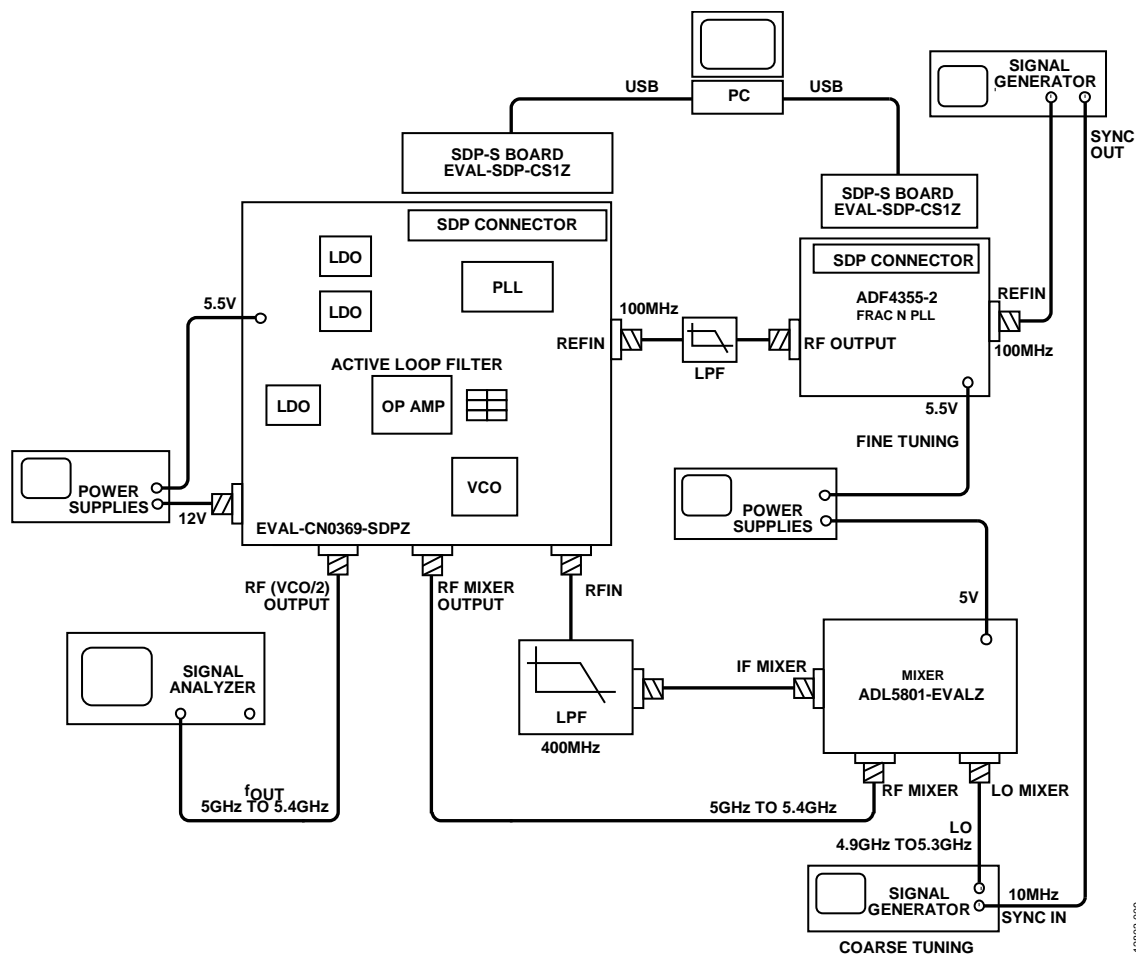 SIGNAL
GENERATOR
USB
PC
USB
SYNC
OUT
SDP-S BOARD
EVAL-SDP-CS1Z
SDP-S BOARD
EVAL-SDP-CS1Z
SDP CONNECTOR
LDO
LDO
PLL
5.5V
ACTIVE LOOP FILTER
LDO
OP AMP
VCO
EVAL-CN0369-SDPZ
100MHz
REFIN
LPF
SDP CONNECTOR
ADF4355-2
FRAC N PLL
RF OUTPUT
REFIN
100MHz
5.5V
FINE TUNING
POWER
SUPPLIES
12V
POWER
SUPPLIES
5V
RF (VCO/2)
OUTPUT
RF MIXER
OUTPUT
RFIN
SIGNAL
ANALYZER
LPF
400MHz
IF MIXER
MIXER
ADL5801-EVALZ
RF MIXER
LO MIXER
fOUT
5GHz TO 5.4GHz
5GHz TO 5.4GHz
LO
4.9GHz TO5.3GHz
SIGNAL
GENERATOR
10MHz
SYNC IN
COARSE TUNING